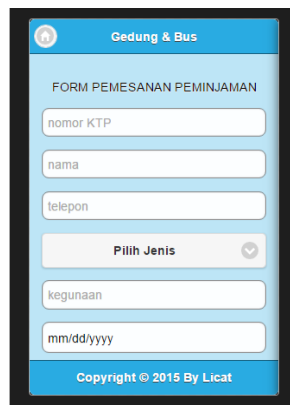 Gedung & Bus
FORM PEMESANAN PEMINJAMAN
nomor KTP
nama
telepon
Pilih Jenis
kegunaan
mm/dd/yyyy
Copyright © 2015 By Licat